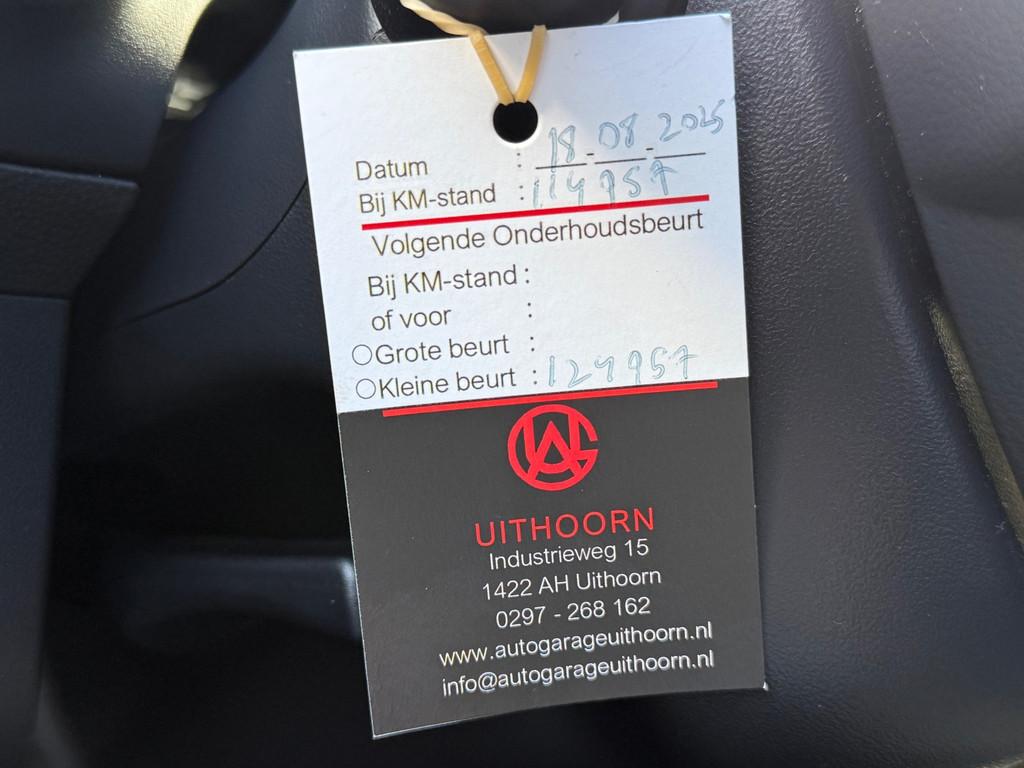 Datum : 18-08-2025
Bij KM-stand : 114957
Volgende Onderhoudsbeurt
Bij KM-stand :
of voor :
Grote beurt :
Kleine beurt : 124957
UITHOORN
Industrieweg 15
1422 AH Uithoorn
0297 - 268 162
www.autogarageuithoorn.nl
info@autogarageuithoorn.nl